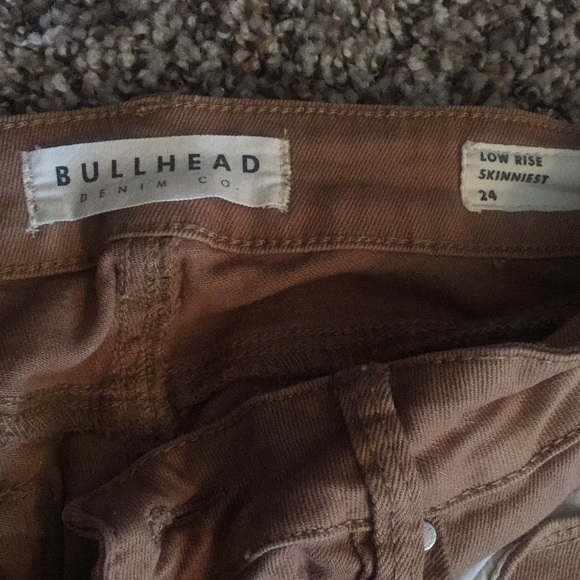 BULLHEAD
DENIM CO.
LOW RISE
SKINNIEST
24